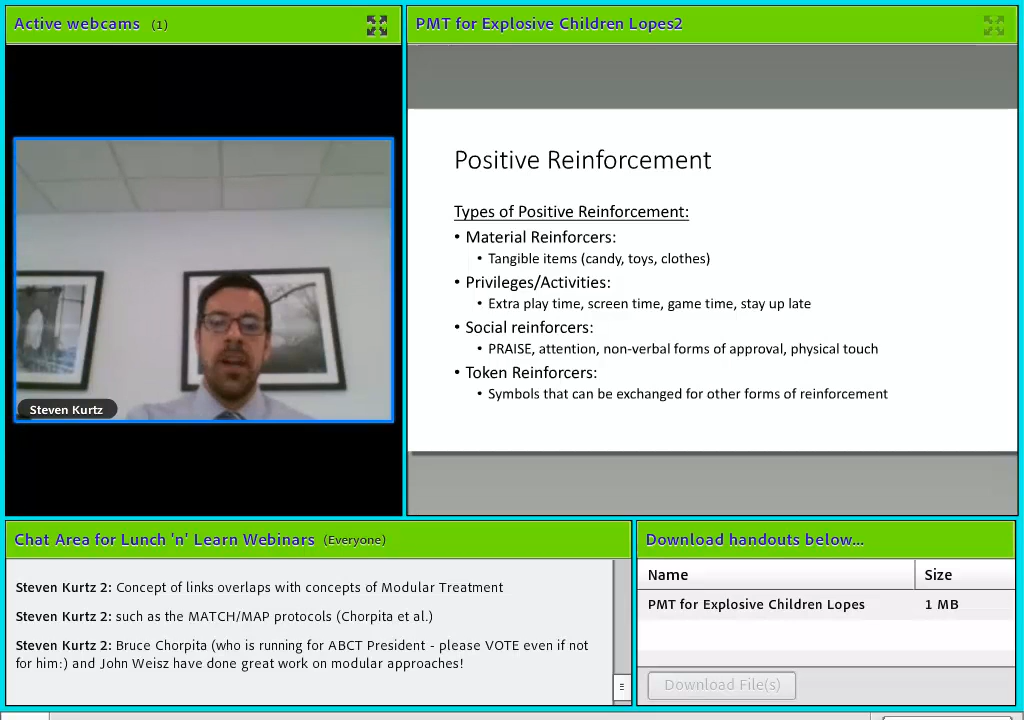 Active webcams (1)
Steven Kurtz
PMT for Explosive Children Lopes2
Positive Reinforcement
Types of Positive Reinforcement:
• Material Reinforcers:
• Tangible items (candy, toys, clothes)
• Privileges/Activities:
• Extra play time, screen time, game time, stay up late
• Social reinforcers:
• PRAISE, attention, non-verbal forms of approval, physical touch
• Token Reinforcers:
• Symbols that can be exchanged for other forms of reinforcement
Chat Area for Lunch 'n' Learn Webinars (Everyone)
Steven Kurtz 2: Concept of links overlaps with concepts of Modular Treatment
Steven Kurtz 2: such as the MATCH/MAP protocols (Chorpita et al.)
Steven Kurtz 2: Bruce Chorpita (who is running for ABCT President - please VOTE even if not
for him:) and John Weisz have done great work on modular approaches!
Download handouts below...
Name Size
PMT for Explosive Children Lopes 1 MB
Download File(s)